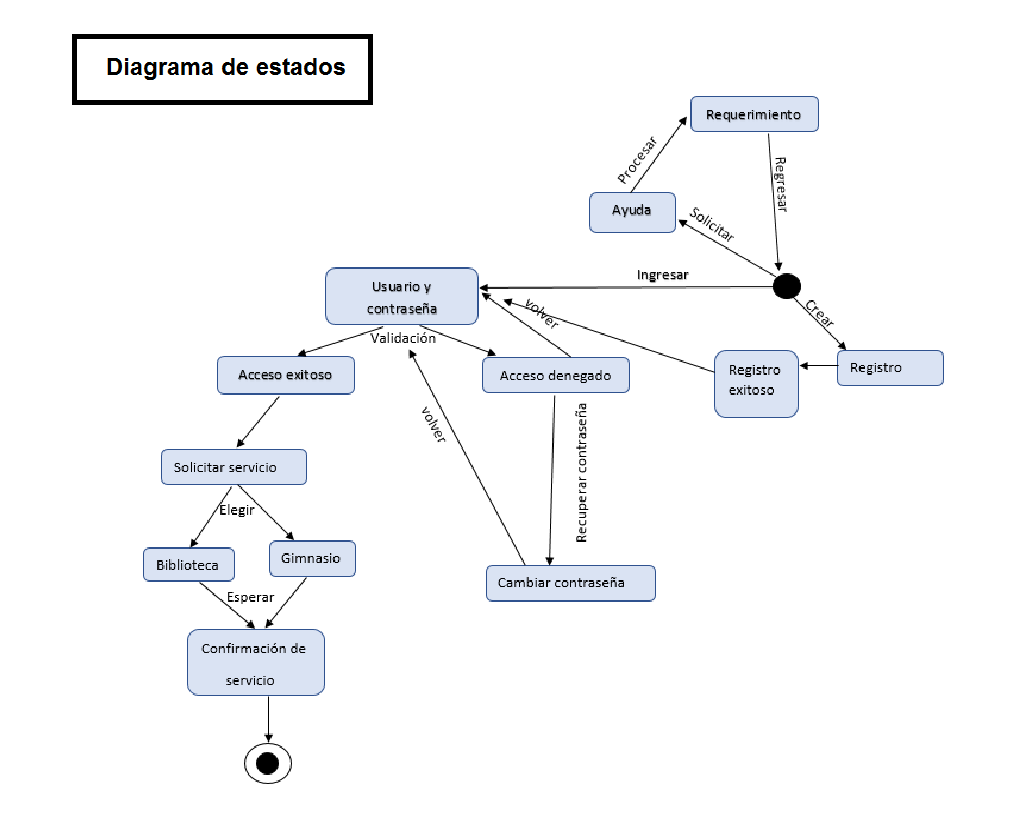 Diagrama de estados
Requerimiento
Procesar
Regresar
Ayuda
Solicitar
Ingresar
Usuario y
contraseña
Crear
volver
Validación
Acceso exitoso
Acceso denegado
Registro
exitoso
Registro
volver
Recuperar contraseña
Solicitar servicio
Elegir
Biblioteca
Gimnasio
Cambiar contraseña
Esperar
Confirmación de
servicio